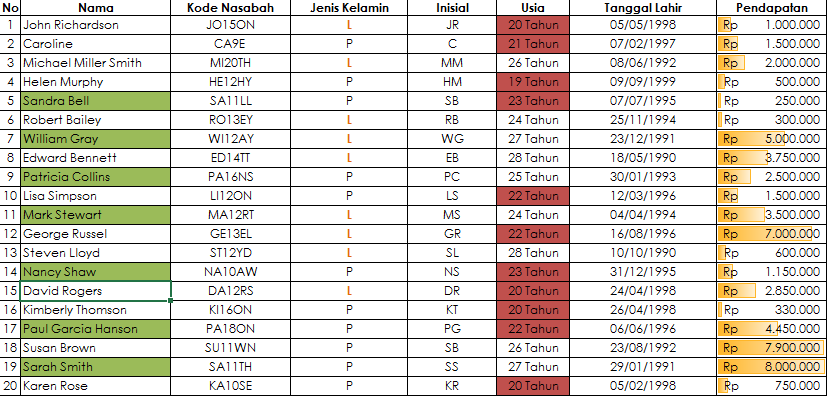 No Nama Kode Nasabah Jenis Kelamin Inisial Usia Tanggal Lahir Pendapatan
1 John Richardson JO15ON L JR 20 Tahun 05/05/1998 Rp 1.000.000
2 Caroline CA9E P C 21 Tahun 07/02/1997 Rp 1.500.000
3 Michael Miller Smith MI20TH L MM 26 Tahun 08/06/1992 Rp 2.000.000
4 Helen Murphy HE12HY P HM 19 Tahun 09/09/1999 Rp 500.000
5 Sandra Bell SA11LL P SB 23 Tahun 07/07/1995 Rp 250.000
6 Robert Bailey RO13EY L RB 24 Tahun 25/11/1994 Rp 300.000
7 William Gray WI12AY L WG 27 Tahun 23/12/1991 Rp 5.000.000
8 Edward Bennett ED14TT L EB 28 Tahun 18/05/1990 Rp 3.750.000
9 Patricia Collins PA16NS P PC 25 Tahun 30/01/1993 Rp 2.500.000
10 Lisa Simpson LI12ON P LS 22 Tahun 12/03/1996 Rp 1.500.000
11 Mark Stewart MA12RT L MS 24 Tahun 04/04/1994 Rp 3.500.000
12 George Russel GE13EL L GR 22 Tahun 16/08/1996 Rp 7.000.000
13 Steven Lloyd ST12YD L SL 28 Tahun 10/10/1990 Rp 600.000
14 Nancy Shaw NA10AW P NS 23 Tahun 31/12/1995 Rp 1.150.000
15 David Rogers DA12RS L DR 20 Tahun 24/04/1998 Rp 2.850.000
16 Kimberly Thomson KI16ON P KT 20 Tahun 26/04/1998 Rp 330.000
17 Paul Garcia Hanson PA18ON P PG 22 Tahun 06/06/1996 Rp 4.450.000
18 Susan Brown SU11WN P SB 26 Tahun 23/08/1992 Rp 7.900.000
19 Sarah Smith SA11TH P SS 27 Tahun 29/01/1991 Rp 8.000.000
20 Karen Rose KA10SE P KR 20 Tahun 05/02/1998 Rp 750.000